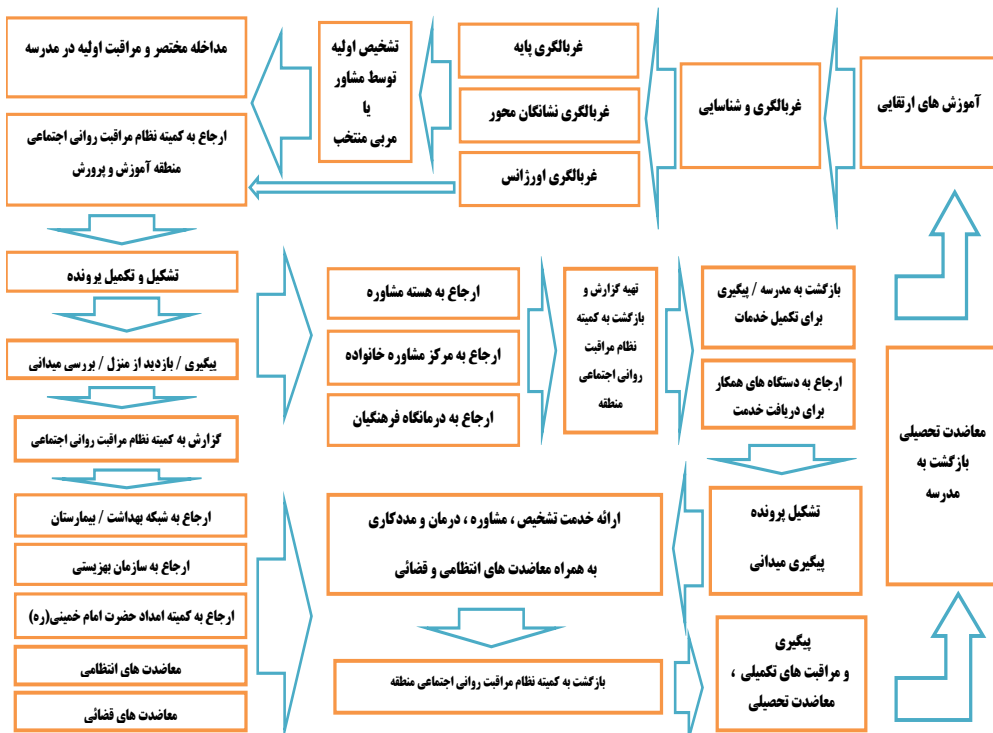 آموزش های ارتقایی
غربالگری و شناسایی
غربالگری پایه
غربالگری نشانگان محور
غربالگری اورژانس
تشخیص اولیه
توسط مشاور
یا
مربی منتخب
مداخله مختصر و مراقبت اولیه در مدرسه
ارجاع به کمیته نظام مراقبت روانی اجتماعی
منطقه آموزش و پرورش
تشکیل و تکمیل پرونده
پیگیری / بازدید از منزل / بررسی میدانی
گزارش به کمیته نظام مراقبت روانی اجتماعی
ارجاع به هسته مشاوره
ارجاع به مرکز مشاوره خانواده
ارجاع به درمانگاه فرهنگیان
تهیه گزارش و
بازگشت به کمیته
نظام مراقبت
روانی اجتماعی
منطقه
بازگشت به مدرسه / پیگیری
برای تکمیل خدمات
ارجاع به دستگاه های همکار
برای دریافت خدمت
معاضدت تحصیلی
بازگشت به
مدرسه
ارجاع به شبکه بهداشت / بیمارستان
ارجاع به سازمان بهزیستی
ارجاع به کمیته امداد حضرت امام خمینی(ره)
معاضدت های انتظامی
معاضدت های قضائی
ارائه خدمت تشخیص ، مشاوره ، درمان و مددکاری
به همراه معاضدت های انتظامی و قضائی
تشکیل پرونده
پیگیری میدانی
بازگشت به کمیته نظام مراقبت روانی اجتماعی منطقه
پیگیری
و مراقبت های تکمیلی ،
معاضدت تحصیلی